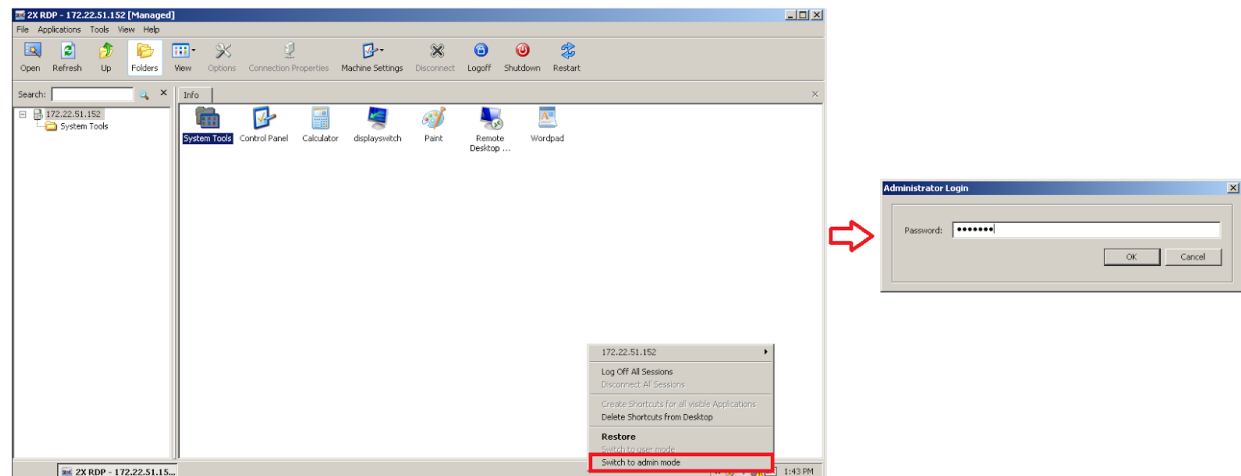 2X RDP - 172.22.51.152 [Managed]
File Applications Tools View Help
Open Refresh Up Folders View Options Connection Properties Machine Settings Disconnect Logoff Shutdown Restart
Search:
Info
172.22.51.152
System Tools
System Tools Control Panel Calculator displayswitch Paint Remote Desktop ... Wordpad
172.22.51.152
Log Off All Sessions
Disconnect All Sessions
Create Shortcuts for all visible Applications
Delete Shortcuts from Desktop
Restore
Switch to user mode
Switch to admin mode
2X RDP - 172.22.51.15...
1:43 PM
Administrator Login
Password: •••••••
OK Cancel